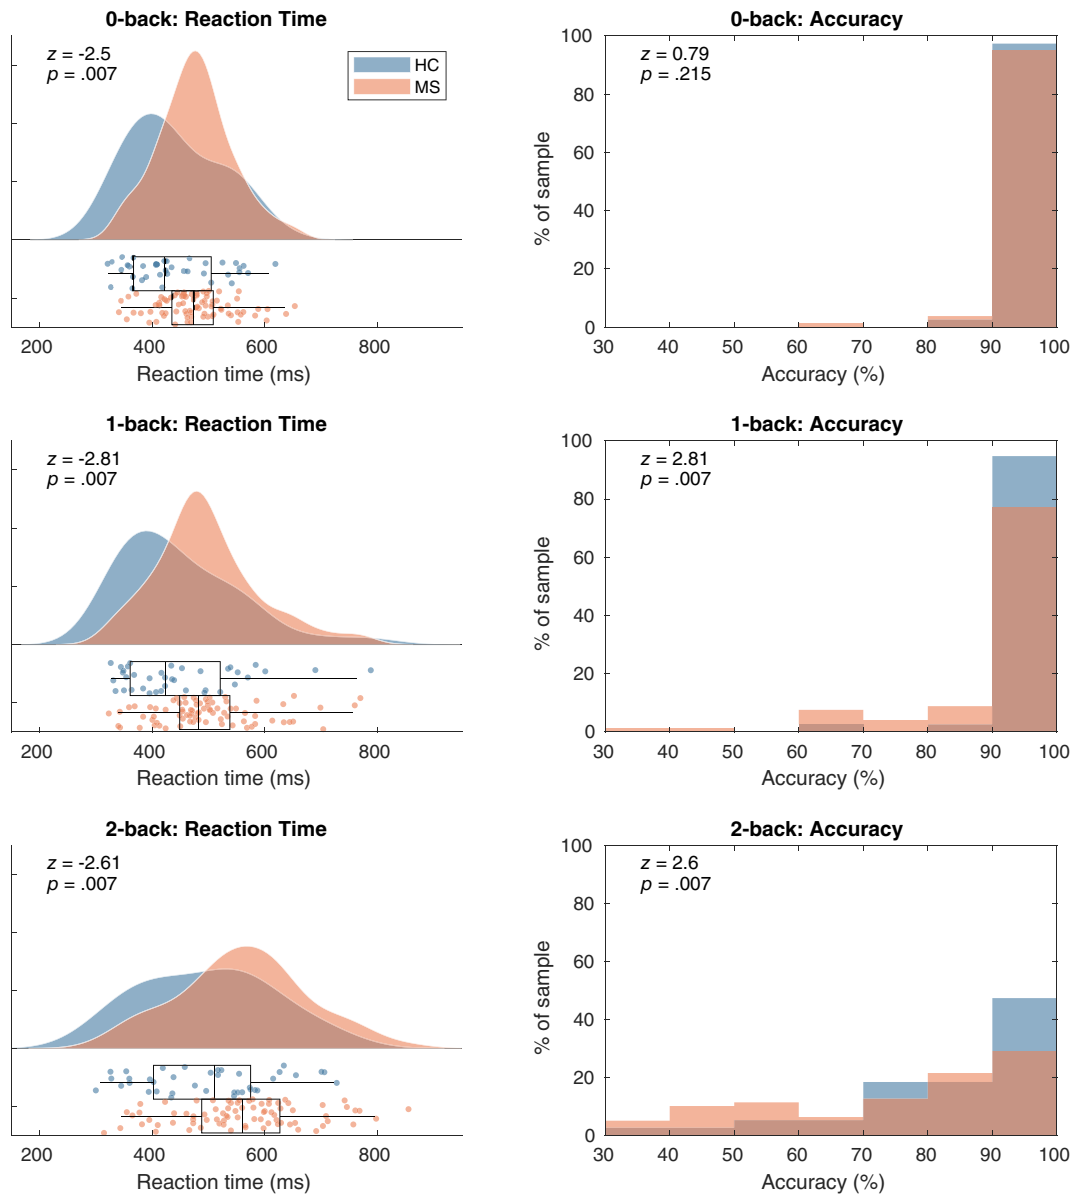 0-back: Reaction Time
z = -2.5
p = .007
HC
MS
200 400 600 800
Reaction time (ms)
0-back: Accuracy
z = 0.79
p = .215
100
80
60
40
20
0
% of sample
30 40 50 60 70 80 90 100
Accuracy (%)
1-back: Reaction Time
z = -2.81
p = .007
200 400 600 800
Reaction time (ms)
1-back: Accuracy
z = 2.81
p = .007
100
80
60
40
20
0
% of sample
30 40 50 60 70 80 90 100
Accuracy (%)
2-back: Reaction Time
z = -2.61
p = .007
200 400 600 800
Reaction time (ms)
2-back: Accuracy
z = 2.6
p = .007
100
80
60
40
20
0
% of sample
30 40 50 60 70 80 90 100
Accuracy (%)